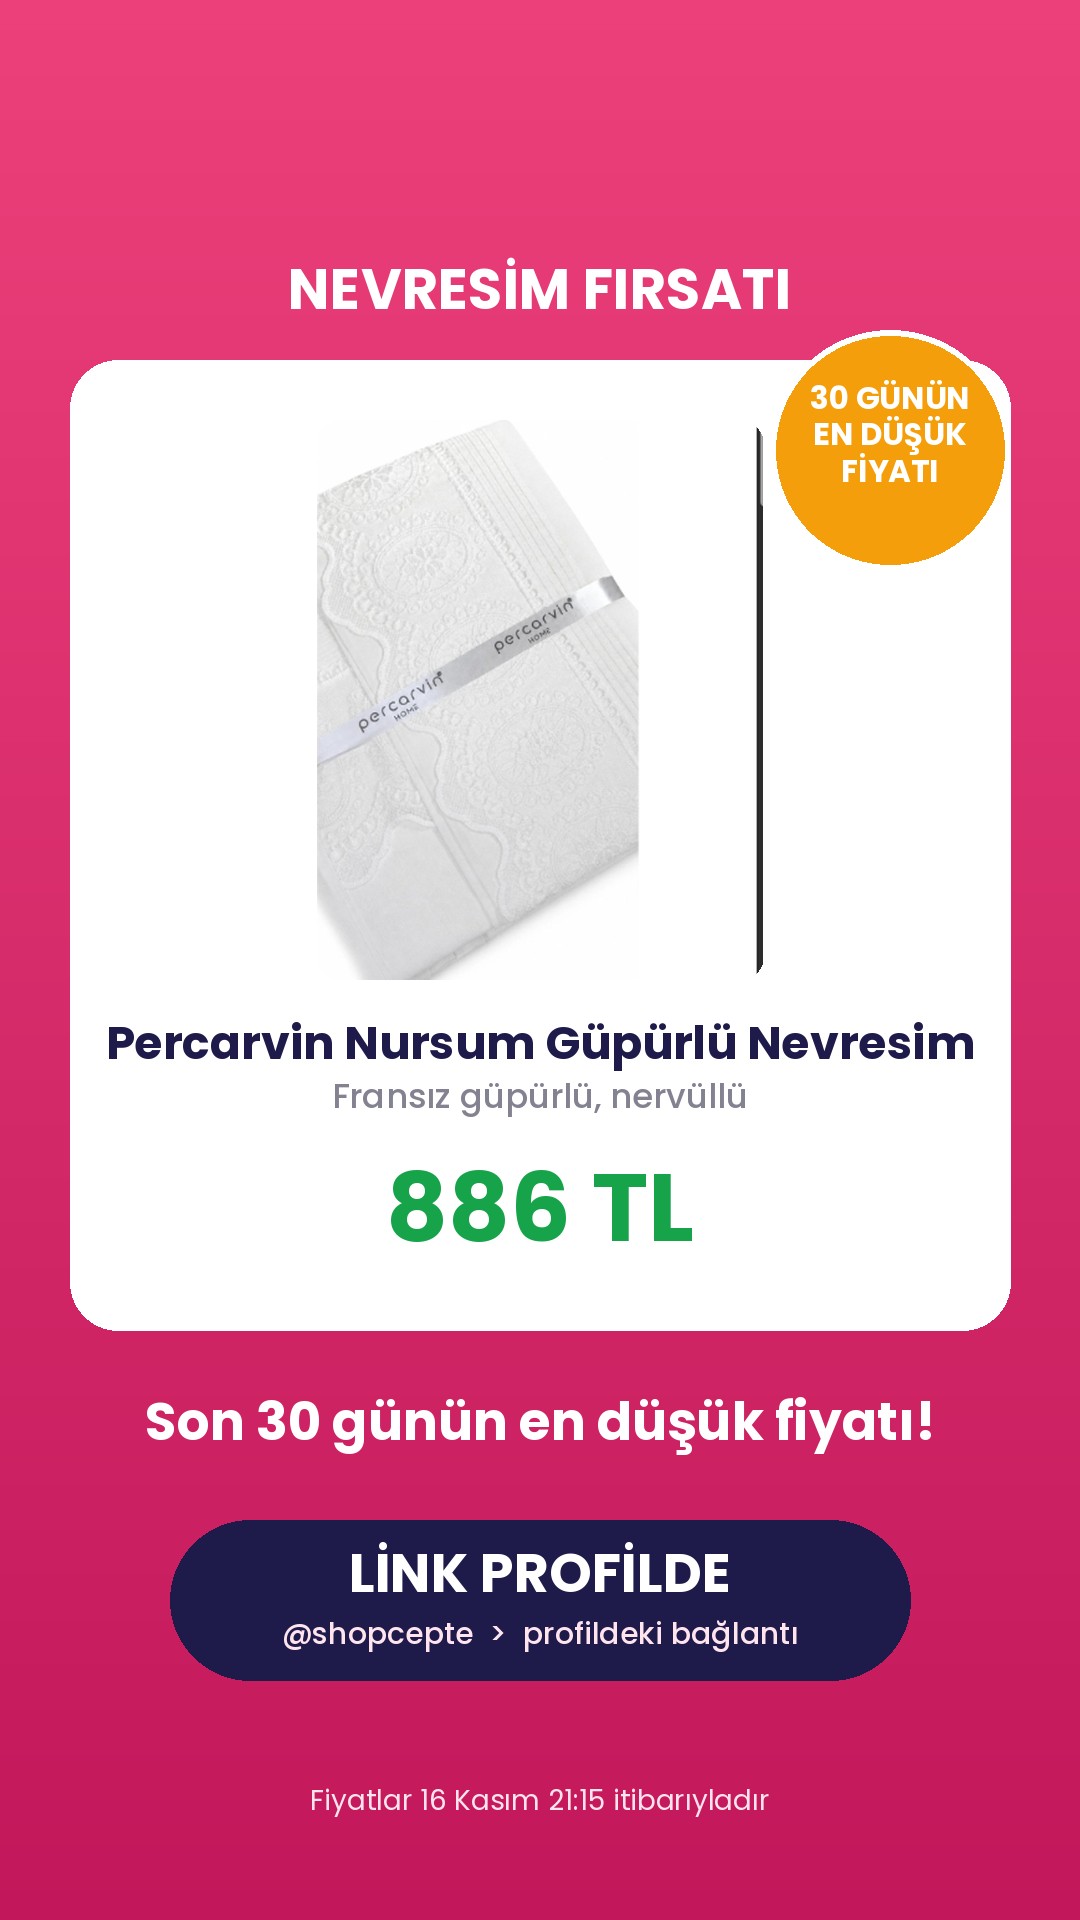 NEVRESİM FIRSATI
30 GÜNÜN
EN DÜŞÜK
FİYATI
percarvin
HOME
percarvin
HOME
Percarvin Nursum Güpürlü Nevresim
Fransız güpürlü, nervüllü
886 TL
Son 30 günün en düşük fiyatı!
LİNK PROFİLDE
@shopcepte > profildeki bağlantı
Fiyatlar 16 Kasım 21:15 itibarıyladır